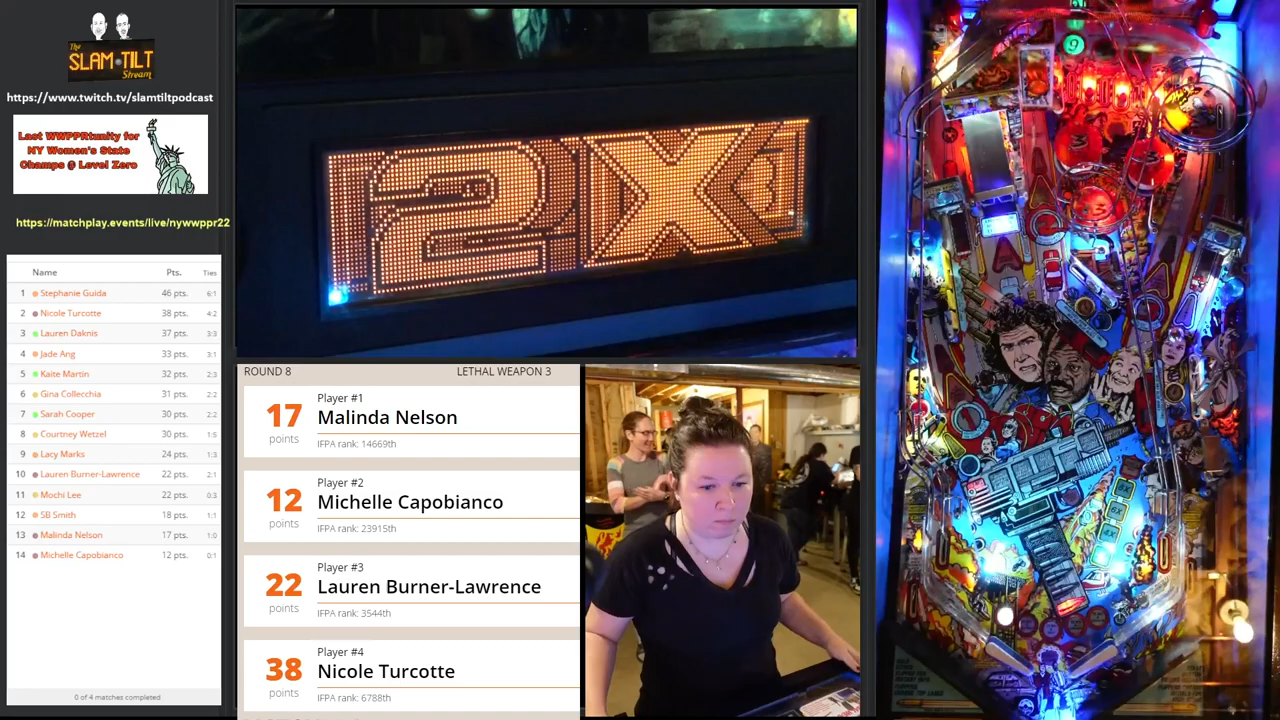 The
SLAM TILT
Stream
https://www.twitch.tv/slamtiltpodcast
Last WWPPRtunity for
NY Women's State
Champs @ Level Zero
https://matchplay.events/live/nywwppr22
Name Pts. Ties
1 Stephanie Guida 46 pts. 6:1
2 Nicole Turcotte 38 pts. 4:2
3 Lauren Daknis 37 pts. 3:3
4 Jade Ang 33 pts. 3:1
5 Kaite Martin 32 pts. 2:3
6 Gina Collecchia 31 pts. 2:2
7 Sarah Cooper 30 pts. 2:2
8 Courtney Wetzel 30 pts. 1:5
9 Lacy Marks 24 pts. 1:3
10 Lauren Burner-Lawrence 22 pts. 2:1
11 Mochi Lee 22 pts. 0:3
12 SB Smith 18 pts. 1:1
13 Malinda Nelson 17 pts. 1:0
14 Michelle Capobianco 12 pts. 0:1
0 of 4 matches completed
2X
ROUND 8 LETHAL WEAPON 3
Player #1
17 points Malinda Nelson
IFPA rank: 14669th
Player #2
12 points Michelle Capobianco
IFPA rank: 23915th
Player #3
22 points Lauren Burner-Lawrence
IFPA rank: 3544th
Player #4
38 points Nicole Turcotte
IFPA rank: 6788th